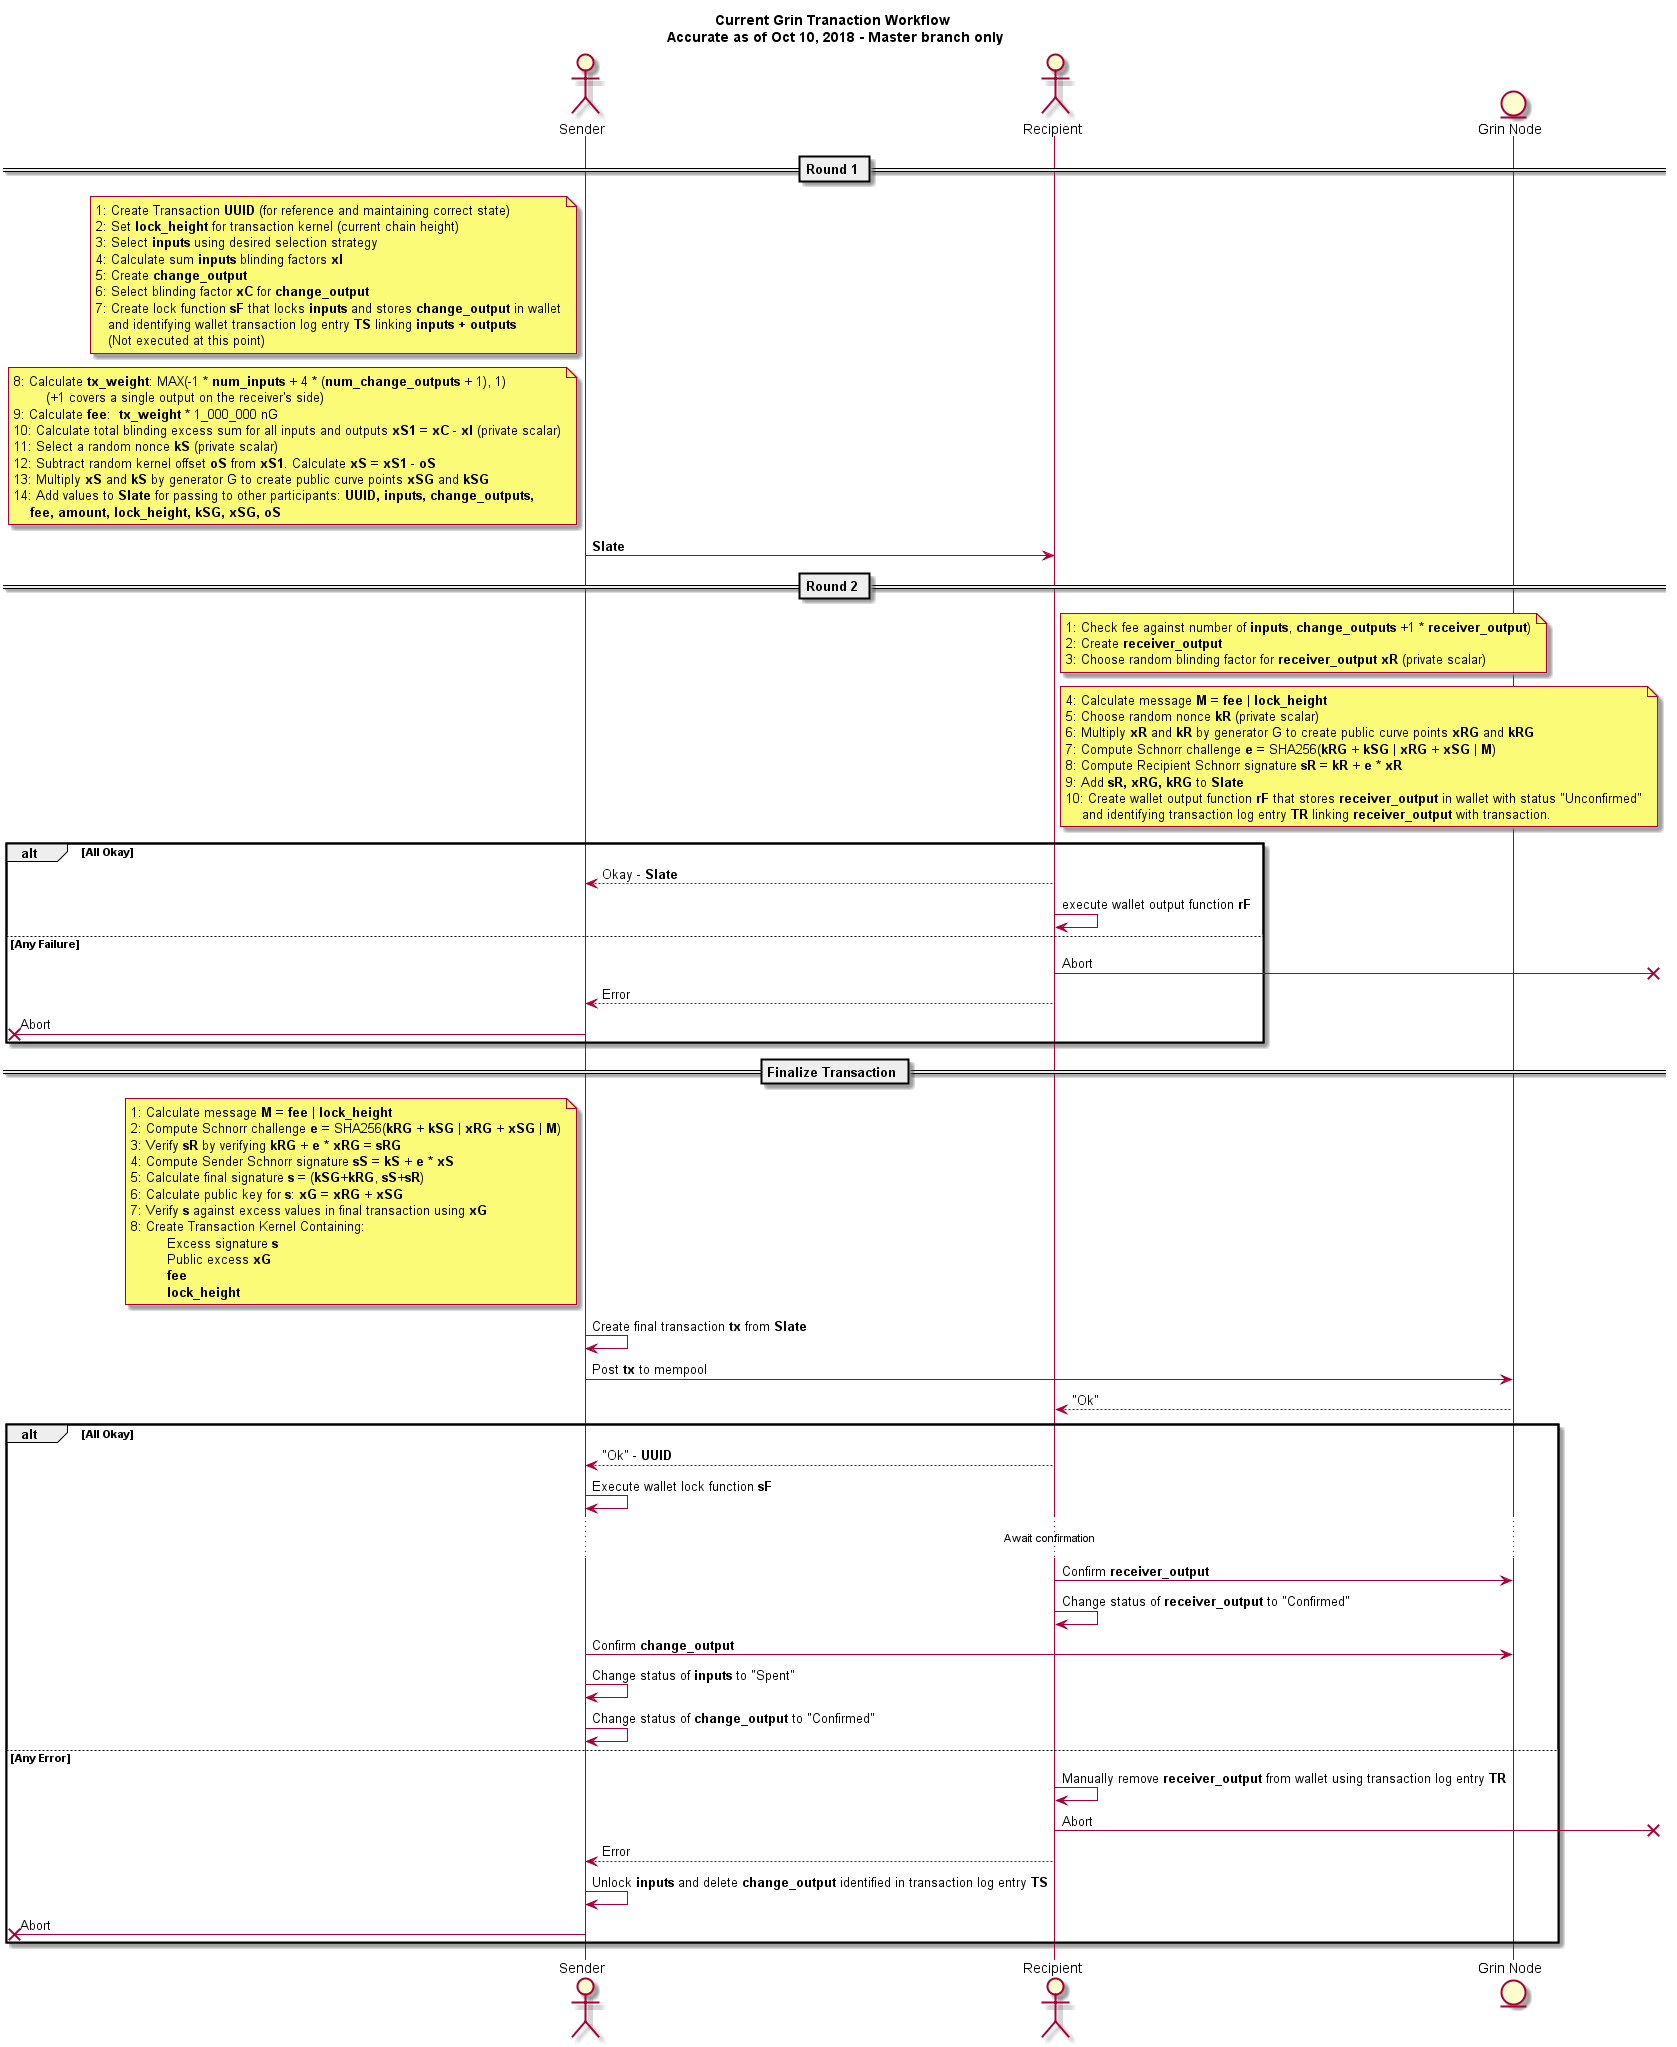 Current Grin Tranaction Workflow
Accurate as of Oct 10, 2018 - Master branch only
Sender
Recipient
Grin Node
Round 1
1: Create Transaction UUID (for reference and maintaining correct state)
2: Set lock_height for transaction kernel (current chain height)
3: Select inputs using desired selection strategy
4: Calculate sum inputs blinding factors xI
5: Create change_output
6: Select blinding factor xC for change_output
7: Create lock function sF that locks inputs and stores change_output in wallet
and identifying wallet transaction log entry TS linking inputs + outputs
(Not executed at this point)
8: Calculate tx_weight: MAX(-1 * num_inputs + 4 * (num_change_outputs + 1), 1)
(+1 covers a single output on the receiver's side)
9: Calculate fee: tx_weight * 1_000_000 nG
10: Calculate total blinding excess sum for all inputs and outputs xS1 = xC - xI (private scalar)
11: Select a random nonce kS (private scalar)
12: Subtract random kernel offset oS from xS1. Calculate xS = xS1 - oS
13: Multiply xS and kS by generator G to create public curve points xSG and kSG
14: Add values to Slate for passing to other participants: UUID, inputs, change_outputs,
fee, amount, lock_height, kSG, xSG, oS
Slate
Round 2
1: Check fee against number of inputs, change_outputs +1 * receiver_output)
2: Create receiver_output
3: Choose random blinding factor for receiver_output xR (private scalar)
4: Calculate message M = fee | lock_height
5: Choose random nonce kR (private scalar)
6: Multiply xR and kR by generator G to create public curve points xRG and kRG
7: Compute Schnorr challenge e = SHA256(kRG + kSG | xRG + xSG | M)
8: Compute Recipient Schnorr signature sR = kR + e * xR
9: Add sR, xRG, kRG to Slate
10: Create wallet output function rF that stores receiver_output in wallet with status "Unconfirmed"
and identifying transaction log entry TR linking receiver_output with transaction.
alt [All Okay]
Okay - Slate
execute wallet output function rF
[Any Failure]
Abort
Error
Abort
Finalize Transaction
1: Calculate message M = fee | lock_height
2: Compute Schnorr challenge e = SHA256(kRG + kSG | xRG + xSG | M)
3: Verify sR by verifying kRG + e * xRG = sRG
4: Compute Sender Schnorr signature sS = kS + e * xS
5: Calculate final signature s = (kSG+kRG, sS+sR)
6: Calculate public key for s: xG = xRG + xSG
7: Verify s against excess values in final transaction using xG
8: Create Transaction Kernel Containing:
Excess signature s
Public excess xG
fee
lock_height
Create final transaction tx from Slate
Post tx to mempool
"Ok"
alt [All Okay]
"Ok" - UUID
Execute wallet lock function sF
Await confirmation
Confirm receiver_output
Change status of receiver_output to "Confirmed"
Confirm change_output
Change status of inputs to "Spent"
Change status of change_output to "Confirmed"
[Any Error]
Manually remove receiver_output from wallet using transaction log entry TR
Abort
Error
Unlock inputs and delete change_output identified in transaction log entry TS
Abort
Sender
Recipient
Grin Node